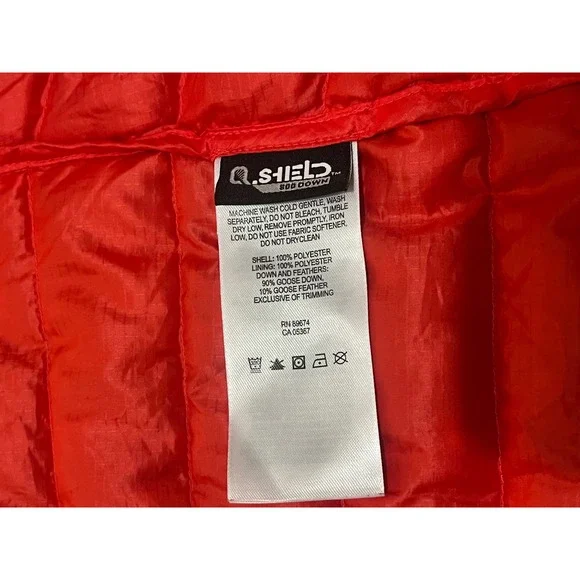 Q.SHIELD™
800 DOWN
MACHINE WASH COLD GENTLE, WASH
SEPARATELY, DO NOT BLEACH, TUMBLE
DRY LOW, REMOVE PROMPTLY, IRON
LOW, DO NOT USE FABRIC SOFTENER,
DO NOT DRYCLEAN
SHELL: 100% POLYESTER
LINING: 100% POLYESTER
DOWN AND FEATHERS:
90% GOOSE DOWN,
10% GOOSE FEATHER
EXCLUSIVE OF TRIMMING
RN 89674
CA 05367